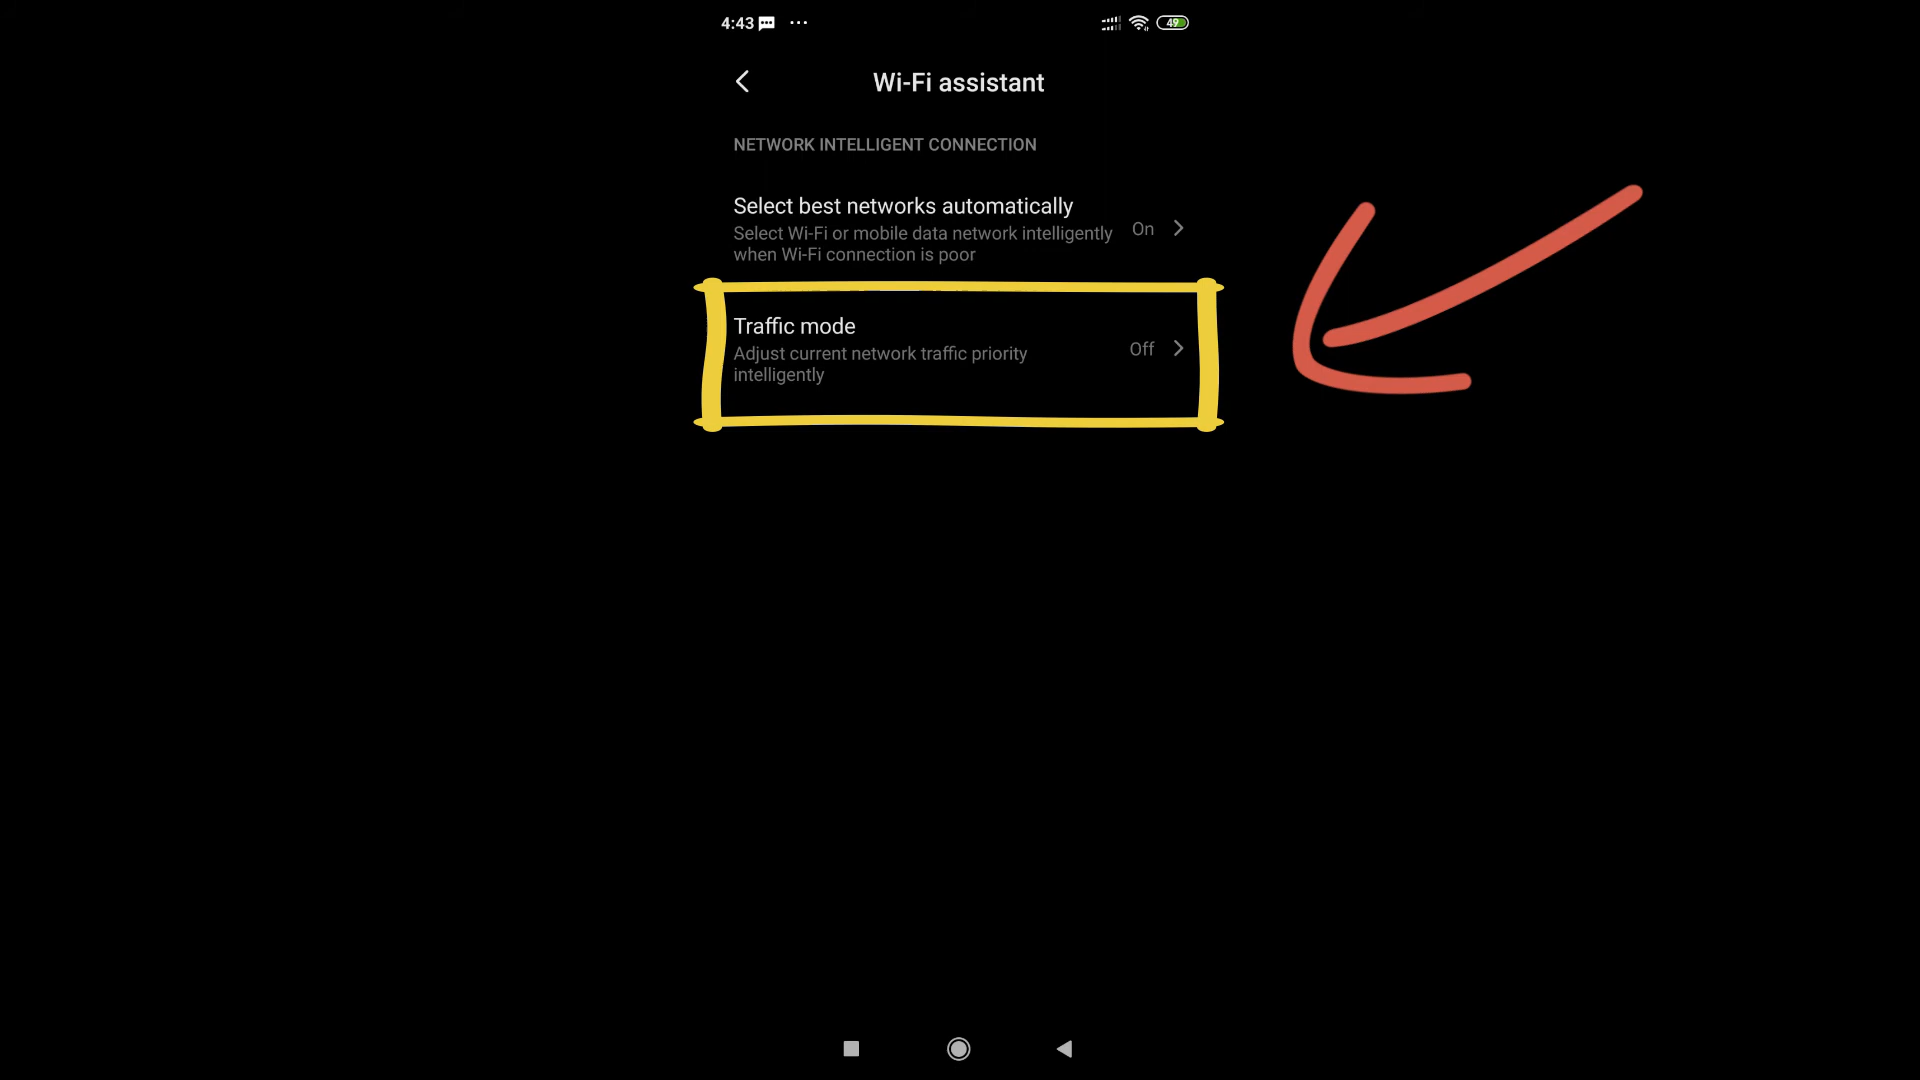 4:43
49
Wi-Fi assistant
NETWORK INTELLIGENT CONNECTION
Select best networks automatically
Select Wi-Fi or mobile data network intelligently
when Wi-Fi connection is poor
On
Traffic mode
Adjust current network traffic priority
intelligently
Off